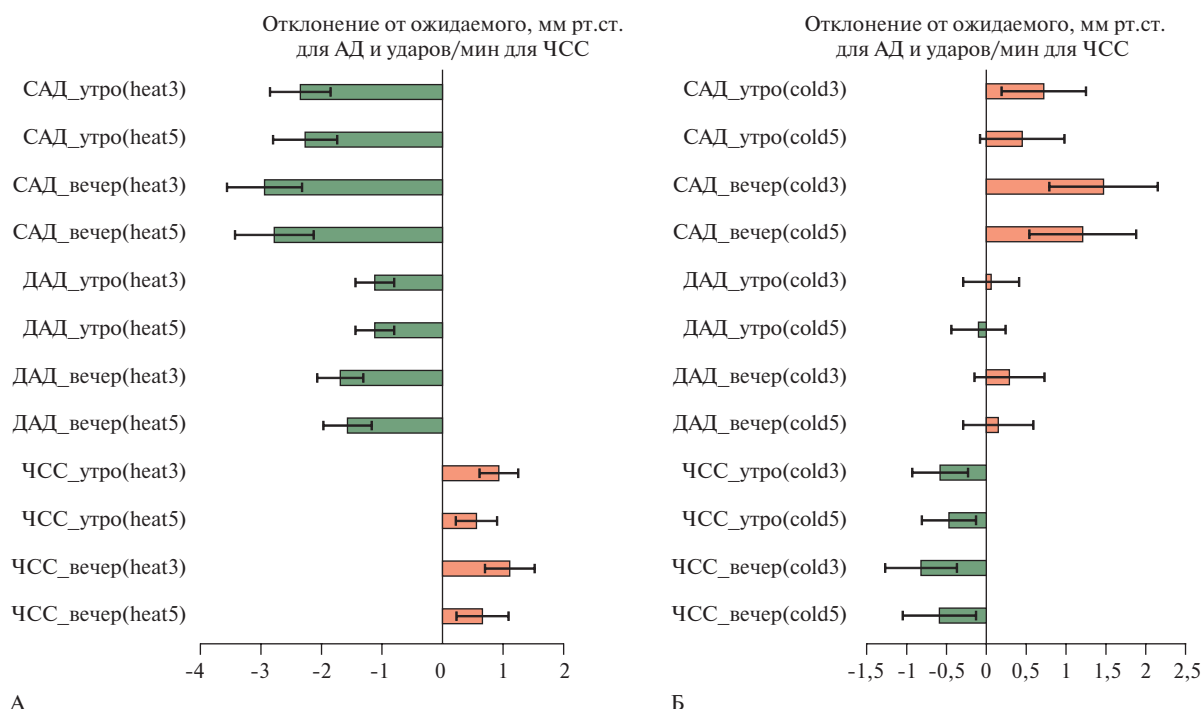 Отклонение от ожидаемого, мм рт.ст.
для АД и ударов/мин для ЧСС
САД_утро(heat3)
САД_утро(heat5)
САД_вечер(heat3)
САД_вечер(heat5)
ДАД_утро(heat3)
ДАД_утро(heat5)
ДАД_вечер(heat3)
ДАД_вечер(heat5)
ЧСС_утро(heat3)
ЧСС_утро(heat5)
ЧСС_вечер(heat3)
ЧСС_вечер(heat5)
-4 -3 -2 -1 0 1 2
А
Отклонение от ожидаемого, мм рт.ст.
для АД и ударов/мин для ЧСС
САД_утро(cold3)
САД_утро(cold5)
САД_вечер(cold3)
САД_вечер(cold5)
ДАД_утро(cold3)
ДАД_утро(cold5)
ДАД_вечер(cold3)
ДАД_вечер(cold5)
ЧСС_утро(cold3)
ЧСС_утро(cold5)
ЧСС_вечер(cold3)
ЧСС_вечер(cold5)
-1,5 -1 -0,5 0 0,5 1 1,5 2 2,5
Б